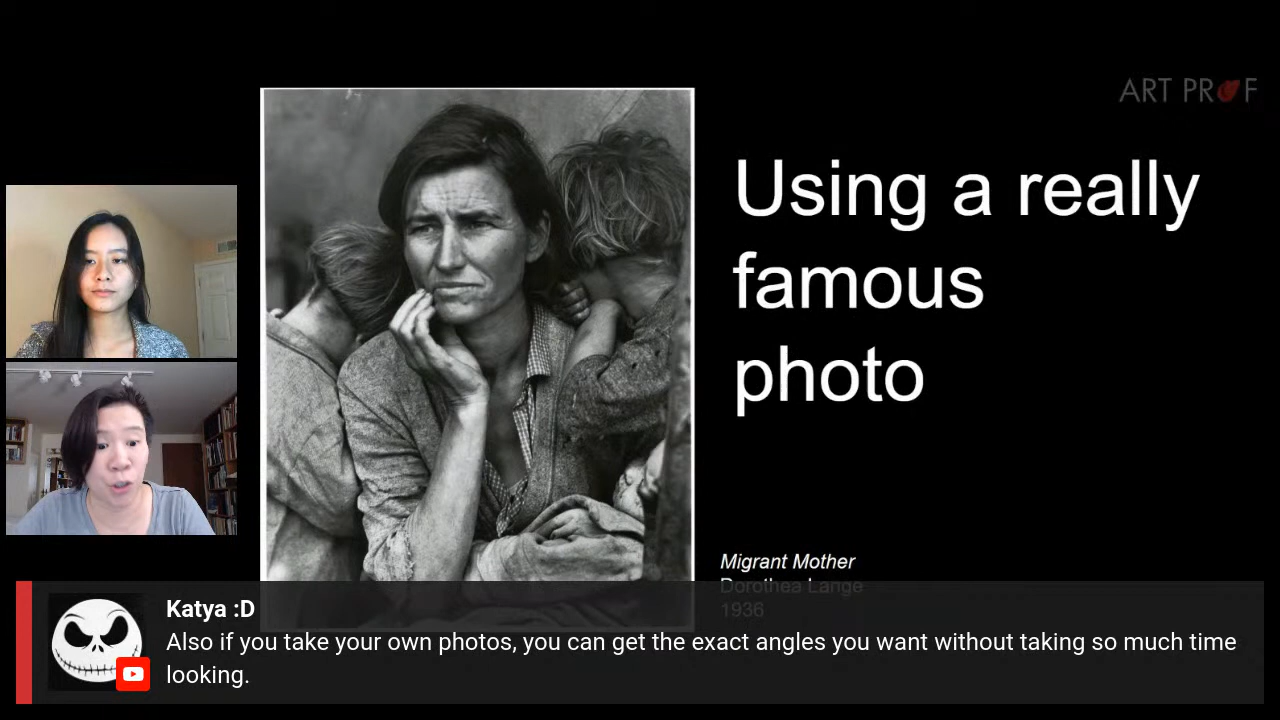 ART PROF
Using a really
famous
photo
Migrant Mother
Dorothea Lange
1936
Katya :D
Also if you take your own photos, you can get the exact angles you want without taking so much time
looking.